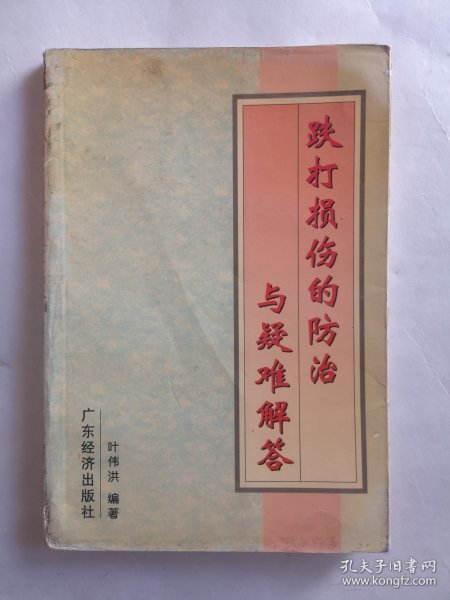 跌打损伤的防治
与疑难解答
叶伟洪 编著
广东经济出版社
孔夫子旧书网
www.kongfz.com